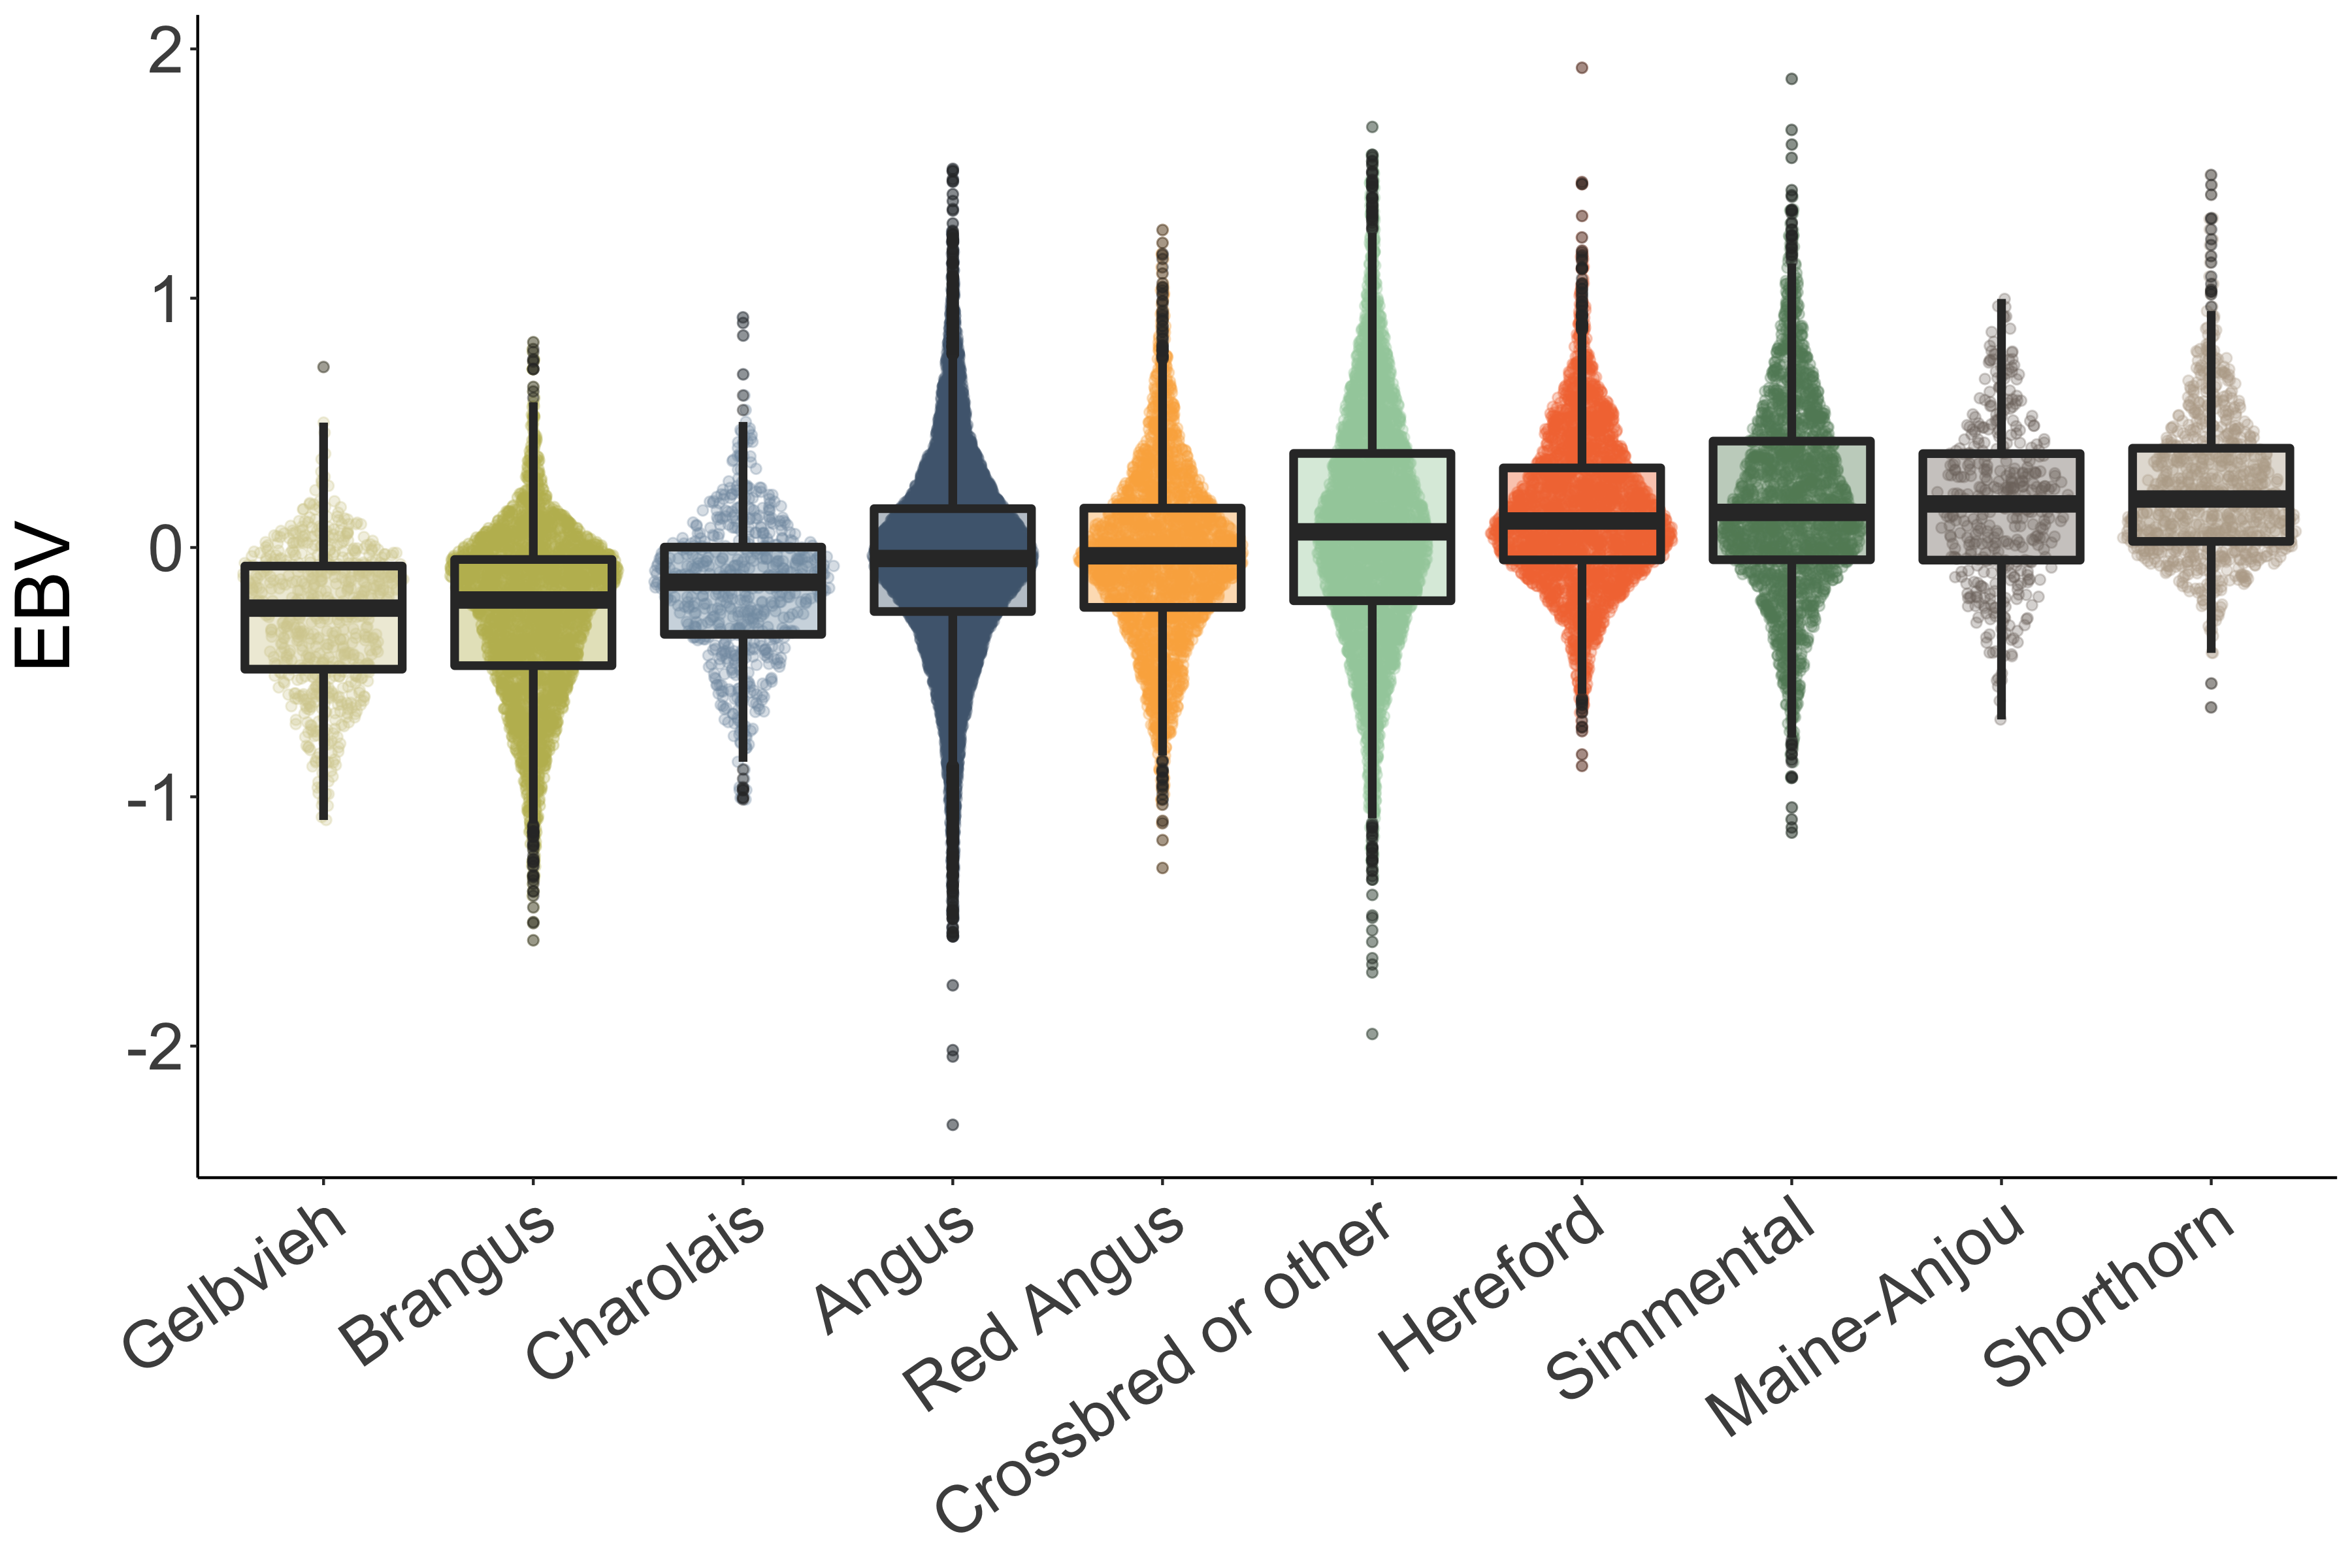 EBV
2
1
0
-1
-2
Gelbvieh
Brangus
Charolais
Angus
Red Angus
Crossbred or other
Hereford
Simmental
Maine-Anjou
Shorthorn